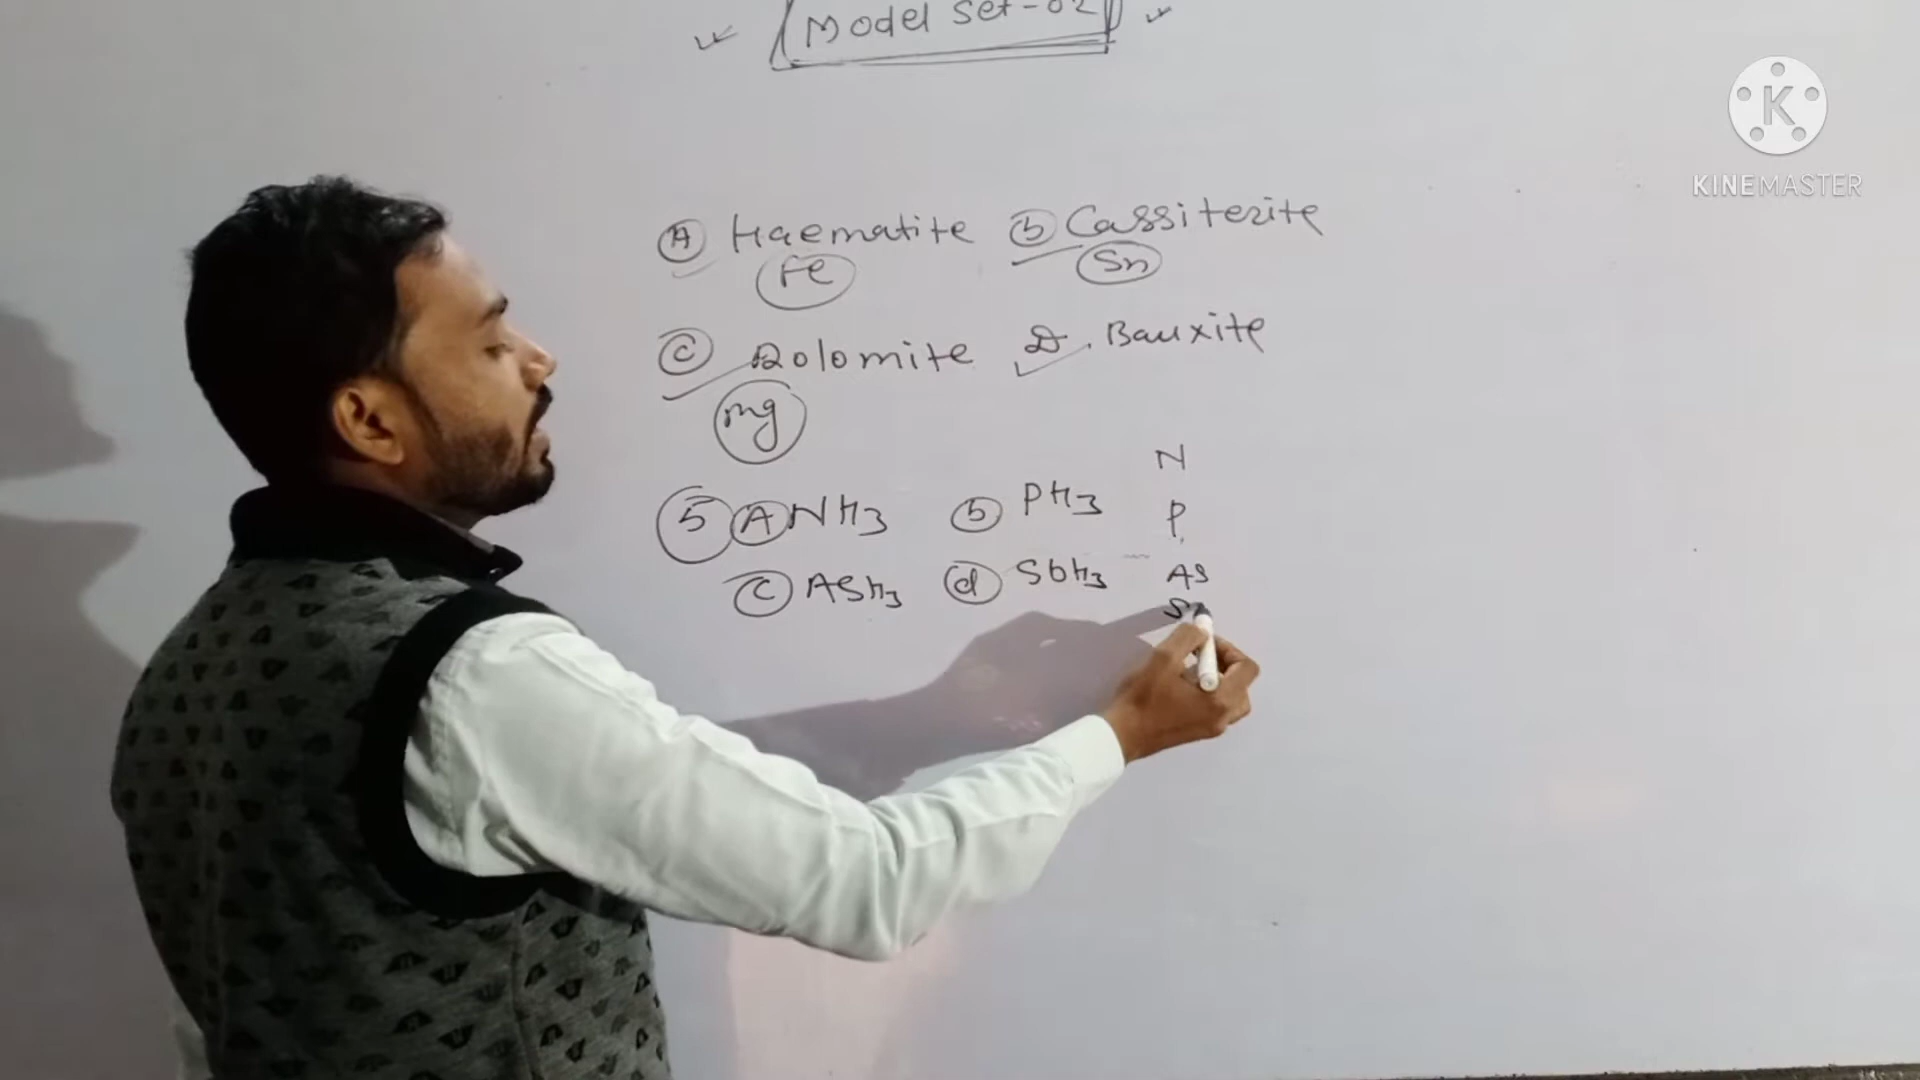 Model Set-02
A Haematite b Cassiterite
Fe Sn
C Dolomite D. Bauxite
mg
N
5 A NH3 b PH3 P
C ASH3 d SbH3 AS
S
KINEMASTER